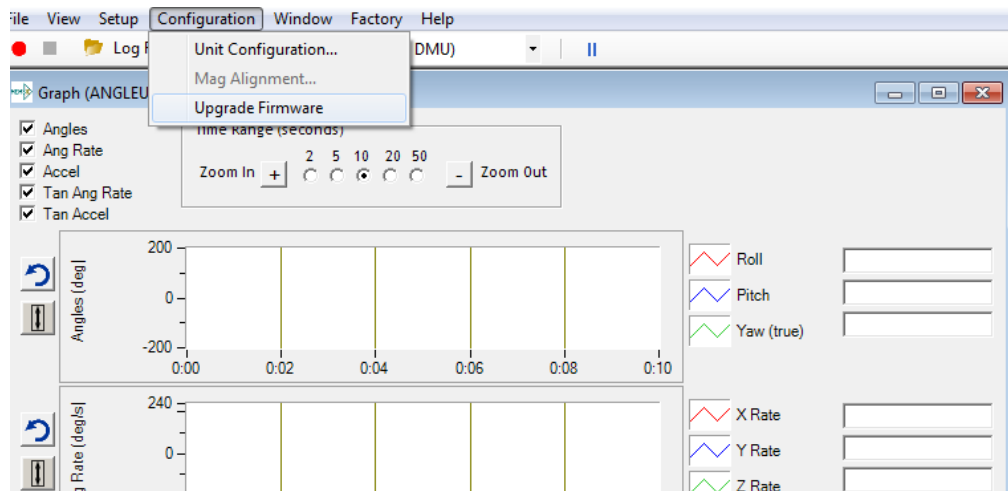 File View Setup Configuration Window Factory Help
Log F Unit Configuration... DMU)
Mag Alignment...
Graph (ANGLEU Upgrade Firmware
Angles Time Range (seconds)
Ang Rate 2 5 10 20 50
Accel Zoom In + - Zoom Out
Tan Ang Rate
Tan Accel
200 Roll
Angles (deg) 0 Pitch
Yaw (true)
-200
0:00 0:02 0:04 0:06 0:08 0:10
240 X Rate
g Rate (deg/s) 0 Y Rate
Z Rate